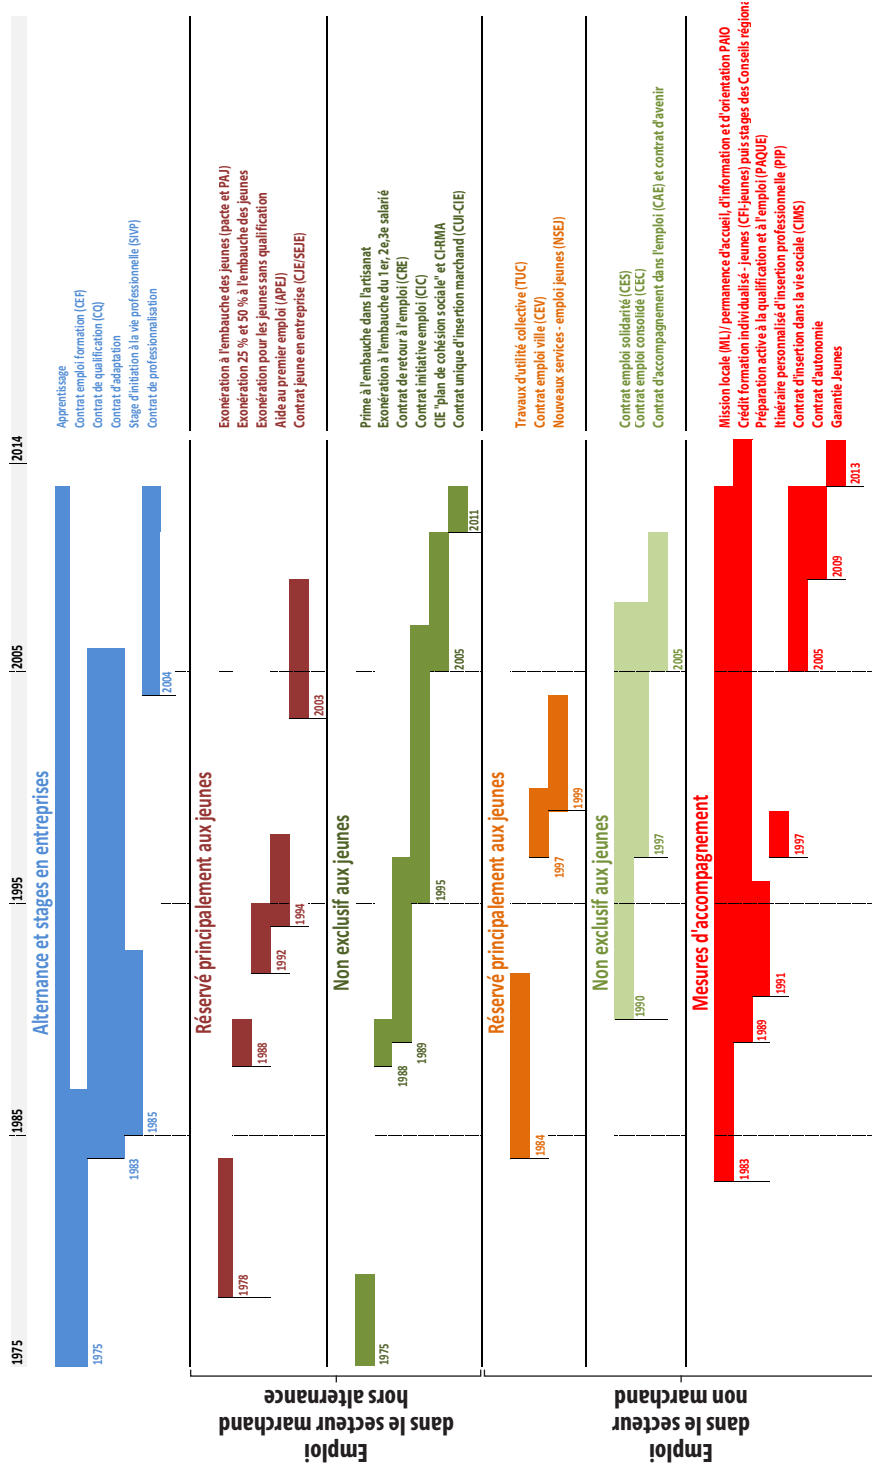 1975
1985
1995
2005
2014
Alternance et stages en entreprises
1975
1983
1985
2004
Apprentissage
Contrat emploi formation (CEF)
Contrat de qualification (CQ)
Contrat d'adaptation
Stage d'initiation à la vie professionnelle (SIVP)
Contrat de professionnalisation
Emploi
dans le secteur marchand
hors alternance
Réservé principalement aux jeunes
1978
1988
1992
1994
2003
Exonération à l'embauche des jeunes (pacte et PAJ)
Exonération 25 % et 50 % à l'embauche des jeunes
Exonération pour les jeunes sans qualification
Aide au premier emploi (APEJ)
Contrat jeune en entreprise (CJE/SEJE)
Non exclusif aux jeunes
1975
1988
1989
1995
2005
2011
Prime à l'embauche dans l'artisanat
Exonération à l'embauche du 1er, 2e,3e salarié
Contrat de retour à l'emploi (CRE)
Contrat initiative emploi (CIC)
CIE "plan de cohésion sociale" et CI-RMA
Contrat unique d'insertion marchand (CUI-CIE)
Emploi
dans le secteur
non marchand
Réservé principalement aux jeunes
1984
1997
1999
Travaux d'utilité collective (TUC)
Contrat emploi ville (CEV)
Nouveaux services - emploi jeunes (NSEJ)
Non exclusif aux jeunes
1990
1997
2005
Contrat emploi solidarité (CES)
Contrat emploi consolidé (CEC)
Contrat d'accompagnement dans l'emploi (CAE) et contrat d'avenir
Mesures d'accompagnement
1983
1989
1991
1997
2005
2009
2013
Mission locale (ML)/ permanence d'accueil, d'information et d'orientation PAIO
Crédit formation individualisé - jeunes (CFI-jeunes) puis stages des Conseils régiona
Préparation active à la qualification et à l'emploi (PAQUE)
Itinéraire personnalisé d'insertion professionnelle (PIP)
Contrat d'insertion dans la vie sociale (CIMS)
Contrat d'autonomie
Garantie Jeunes